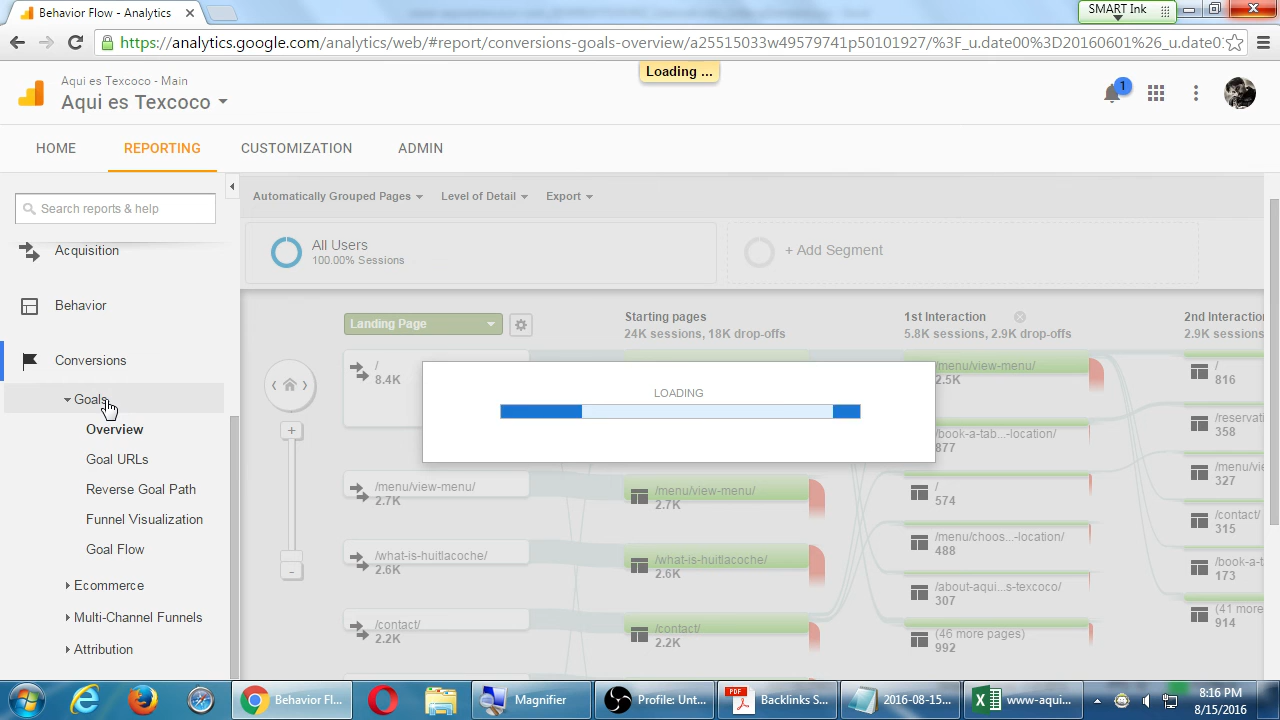 Behavior Flow - Analytics
SMART Ink
https://analytics.google.com/analytics/web/#report/conversions-goals-overview/a25515033w49579741p50101927/%3F_u.date00%3D20160601%26_u.date0
Loading ...
Aqui es Texcoco - Main
Aqui es Texcoco
1
HOME
REPORTING
CUSTOMIZATION
ADMIN
Search reports & help
Acquisition
Behavior
Conversions
Goals
Overview
Goal URLs
Reverse Goal Path
Funnel Visualization
Goal Flow
Ecommerce
Multi-Channel Funnels
Attribution
Automatically Grouped Pages
Level of Detail
Export
All Users
100.00% Sessions
+ Add Segment
Landing Page
Starting pages
24K sessions, 18K drop-offs
1st Interaction
5.8K sessions, 2.9K drop-offs
2nd Interaction
2.9K sessions,
LOADING
/
8.4K
/menu/view-menu/
2.7K
/what-is-huitlacoche/
2.6K
/contact/
2.2K
+
-
/menu/view-menu/
2.7K
/what-is-huitlacoche/
2.6K
/contact/
2.2K
/menu/view-menu/
2.5K
/book-a-tab...-location/
877
/
574
/menu/choos...-location/
488
/about-aqui...s-texcoco/
307
(46 more pages)
992
/
816
/reservati
358
/menu/vie
327
/contact/
315
/book-a-t
173
(41 more
914
Behavior Fl...
Magnifier
Profile: Unt...
PDF
Backlinks S...
2016-08-15...
www-aqui...
8:16 PM
8/15/2016